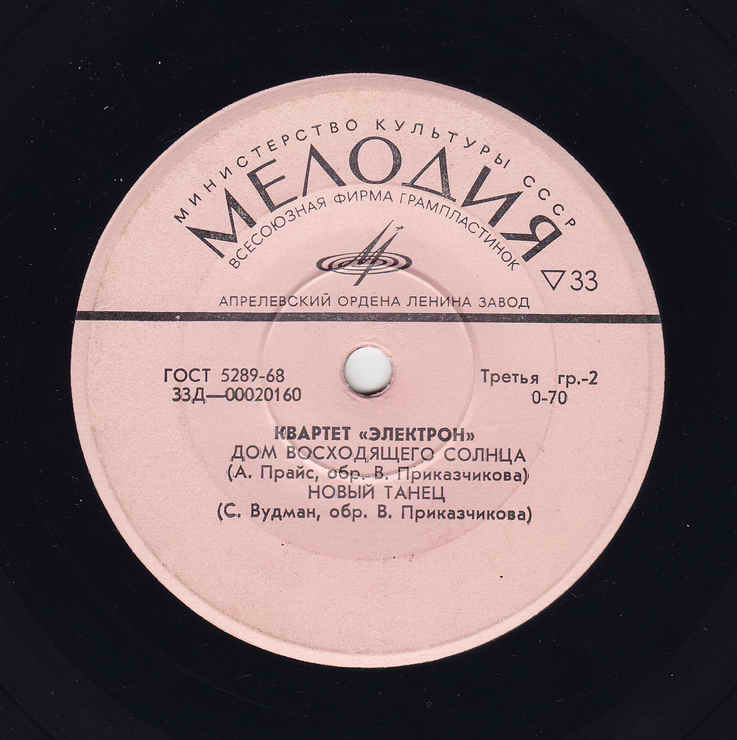 МИНИСТЕРСТВО КУЛЬТУРЫ СССР
МЕЛОДИЯ
ВСЕСОЮЗНАЯ ФИРМА ГРАМПЛАСТИНОК
▽33
АПРЕЛЕВСКИЙ ОРДЕНА ЛЕНИНА ЗАВОД
ГОСТ 5289-68 Третья гр.-2
33Д—00020160 0-70
КВАРТЕТ «ЭЛЕКТРОН»
ДОМ ВОСХОДЯЩЕГО СОЛНЦА
(А. Прайс, обр. В. Приказчикова)
НОВЫЙ ТАНЕЦ
(С. Вудман, обр. В. Приказчикова)